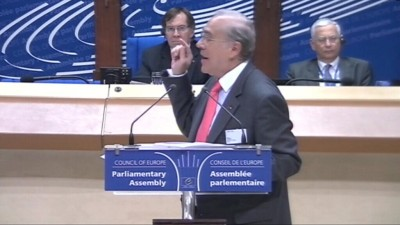 COUNCIL OF EUROPE
CONSEIL DE L'EUROPE
Parliamentary
Assemblée
Assembly
parlementaire